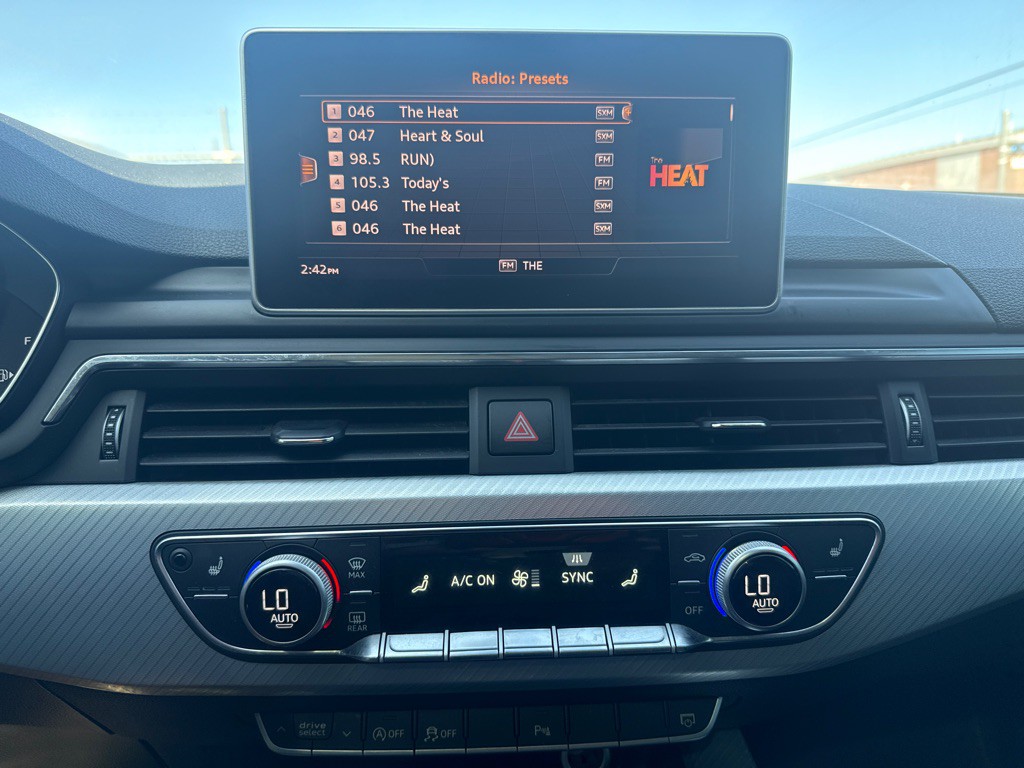 Radio: Presets
1 046 The Heat SXM
2 047 Heart & Soul SXM
3 98.5 RUN) FM
4 105.3 Today's FM
5 046 The Heat SXM
6 046 The Heat SXM
The
HEAT
2:42PM
FM THE
F
MAX
REAR
LO
AUTO
A/C ON
SYNC
OFF
LO
AUTO
drive
select
OFF
OFF
P